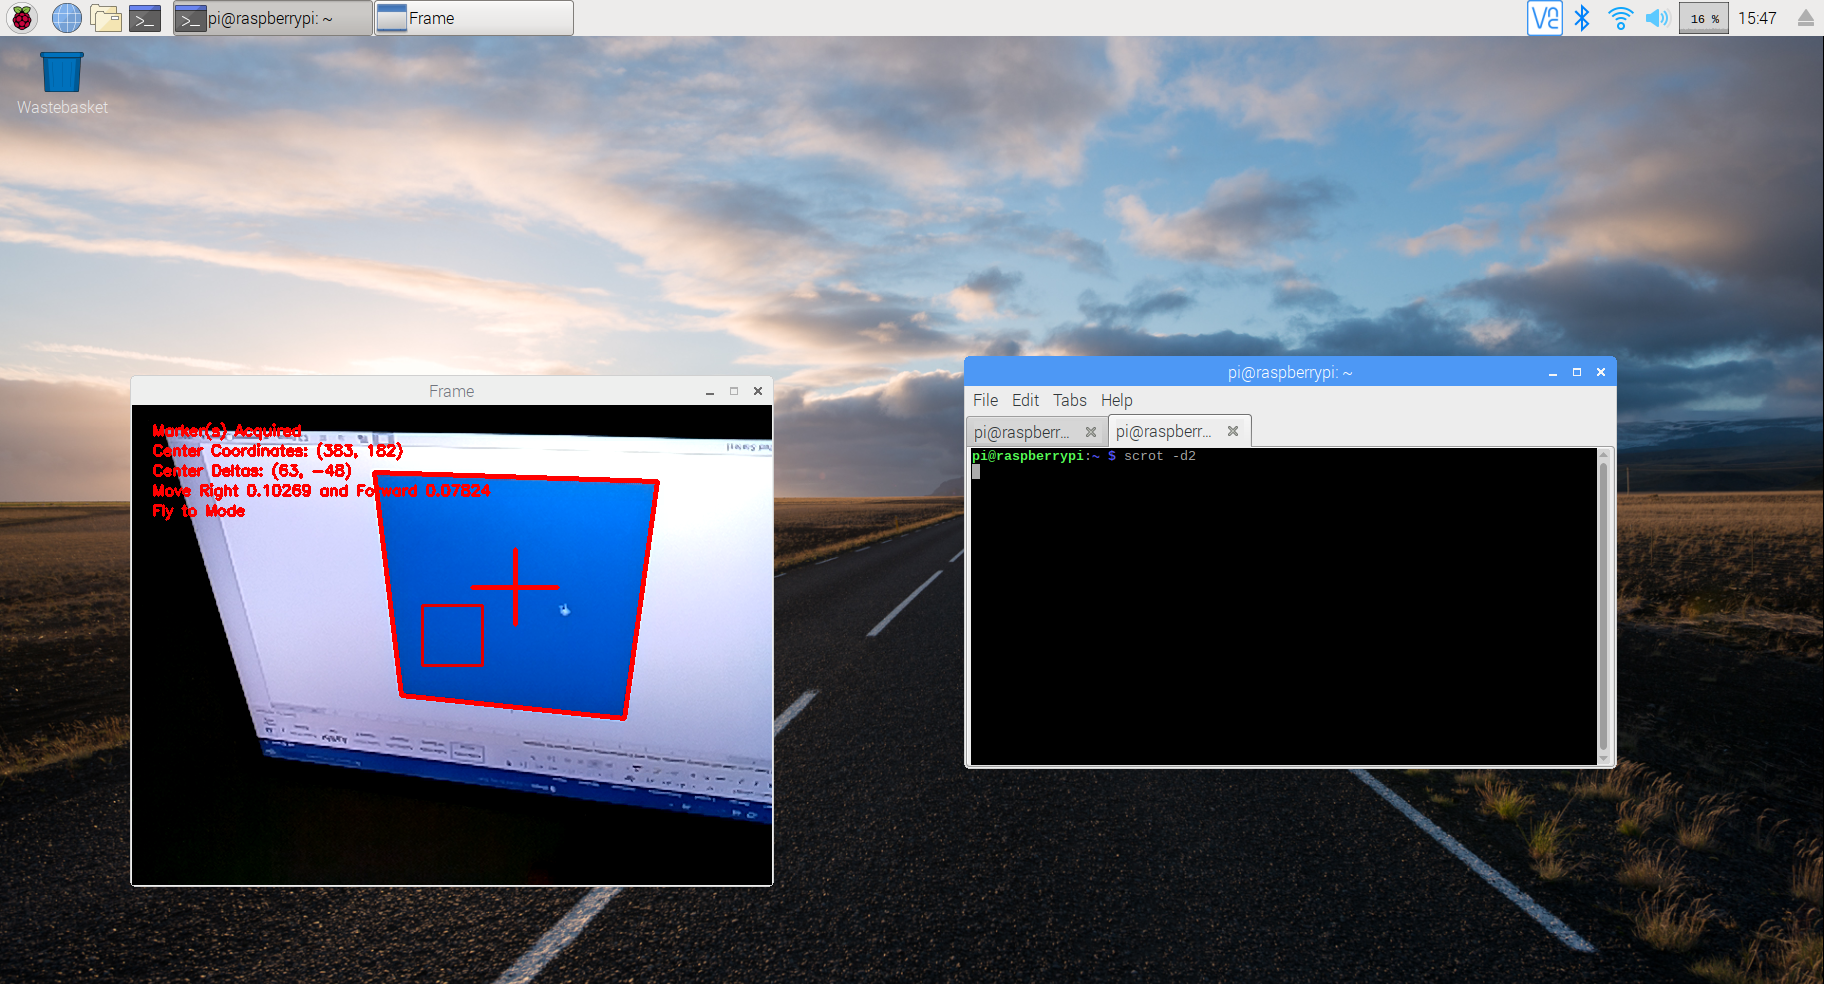 pi@raspberrypi: ~
Frame
16 %
15:47
Wastebasket
Frame
Marker(s) Acquired
Center Coordinates: (383, 182)
Center Deltas: (63, -48)
Move Right 0.10269 and Forward 0.07824
Fly to Mode
pi@raspberrypi: ~
File Edit Tabs Help
pi@raspberr... pi@raspberr...
pi@raspberrypi:~ $ scrot -d2